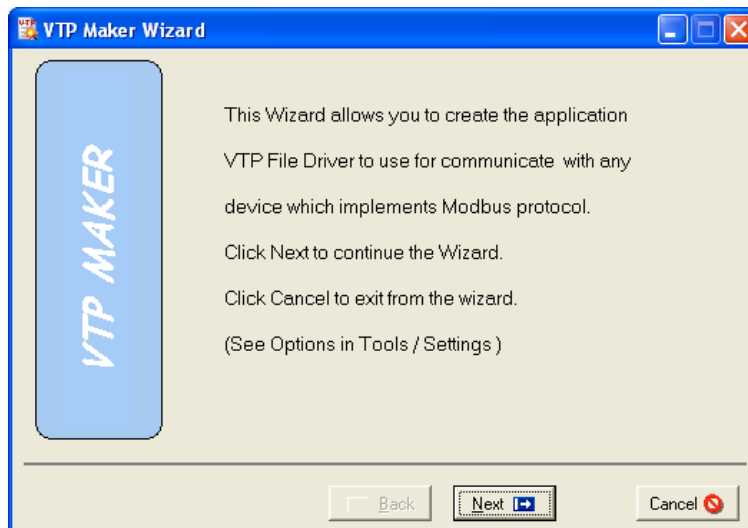 VTP Maker Wizard
VTP MAKER
This Wizard allows you to create the application
VTP File Driver to use for communicate with any
device which implements Modbus protocol.
Click Next to continue the Wizard.
Click Cancel to exit from the wizard.
(See Options in Tools / Settings )
Back
Next
Cancel